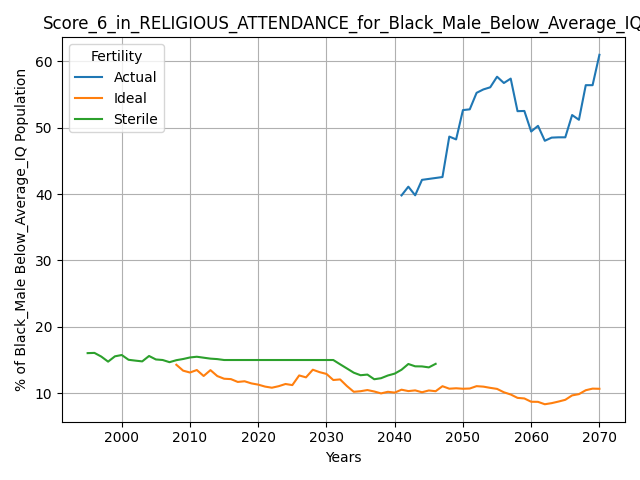 Score_6_in_RELIGIOUS_ATTENDANCE_for_Black_Male_Below_Average_IQ
Fertility
Actual
Ideal
Sterile
% of Black_Male Below_Average_IQ Population
60
50
40
30
20
10
2000 2010 2020 2030 2040 2050 2060 2070
Years